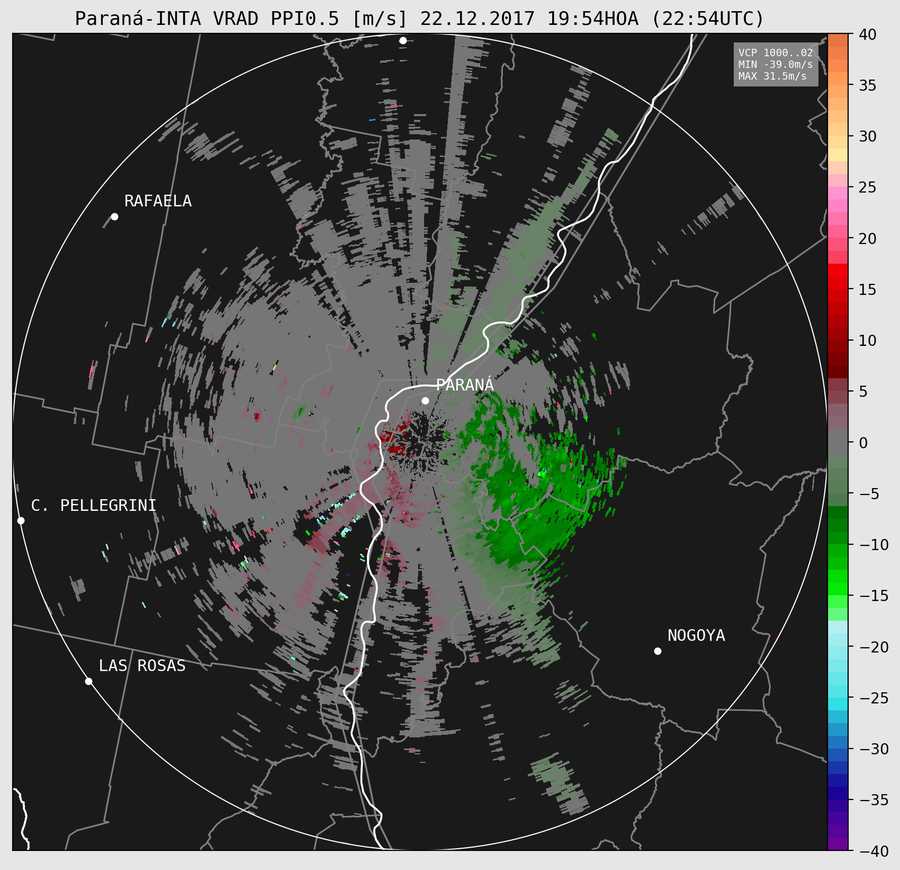 Paraná-INTA VRAD PPI0.5 [m/s] 22.12.2017 19:54HOA (22:54UTC)
VCP 1000..02
MIN -39.0m/s
MAX 31.5m/s
RAFAELA
PARANÁ
C. PELLEGRINI
NOGOYA
LAS ROSAS
40
35
30
25
20
15
10
5
0
−5
−10
−15
−20
−25
−30
−35
−40